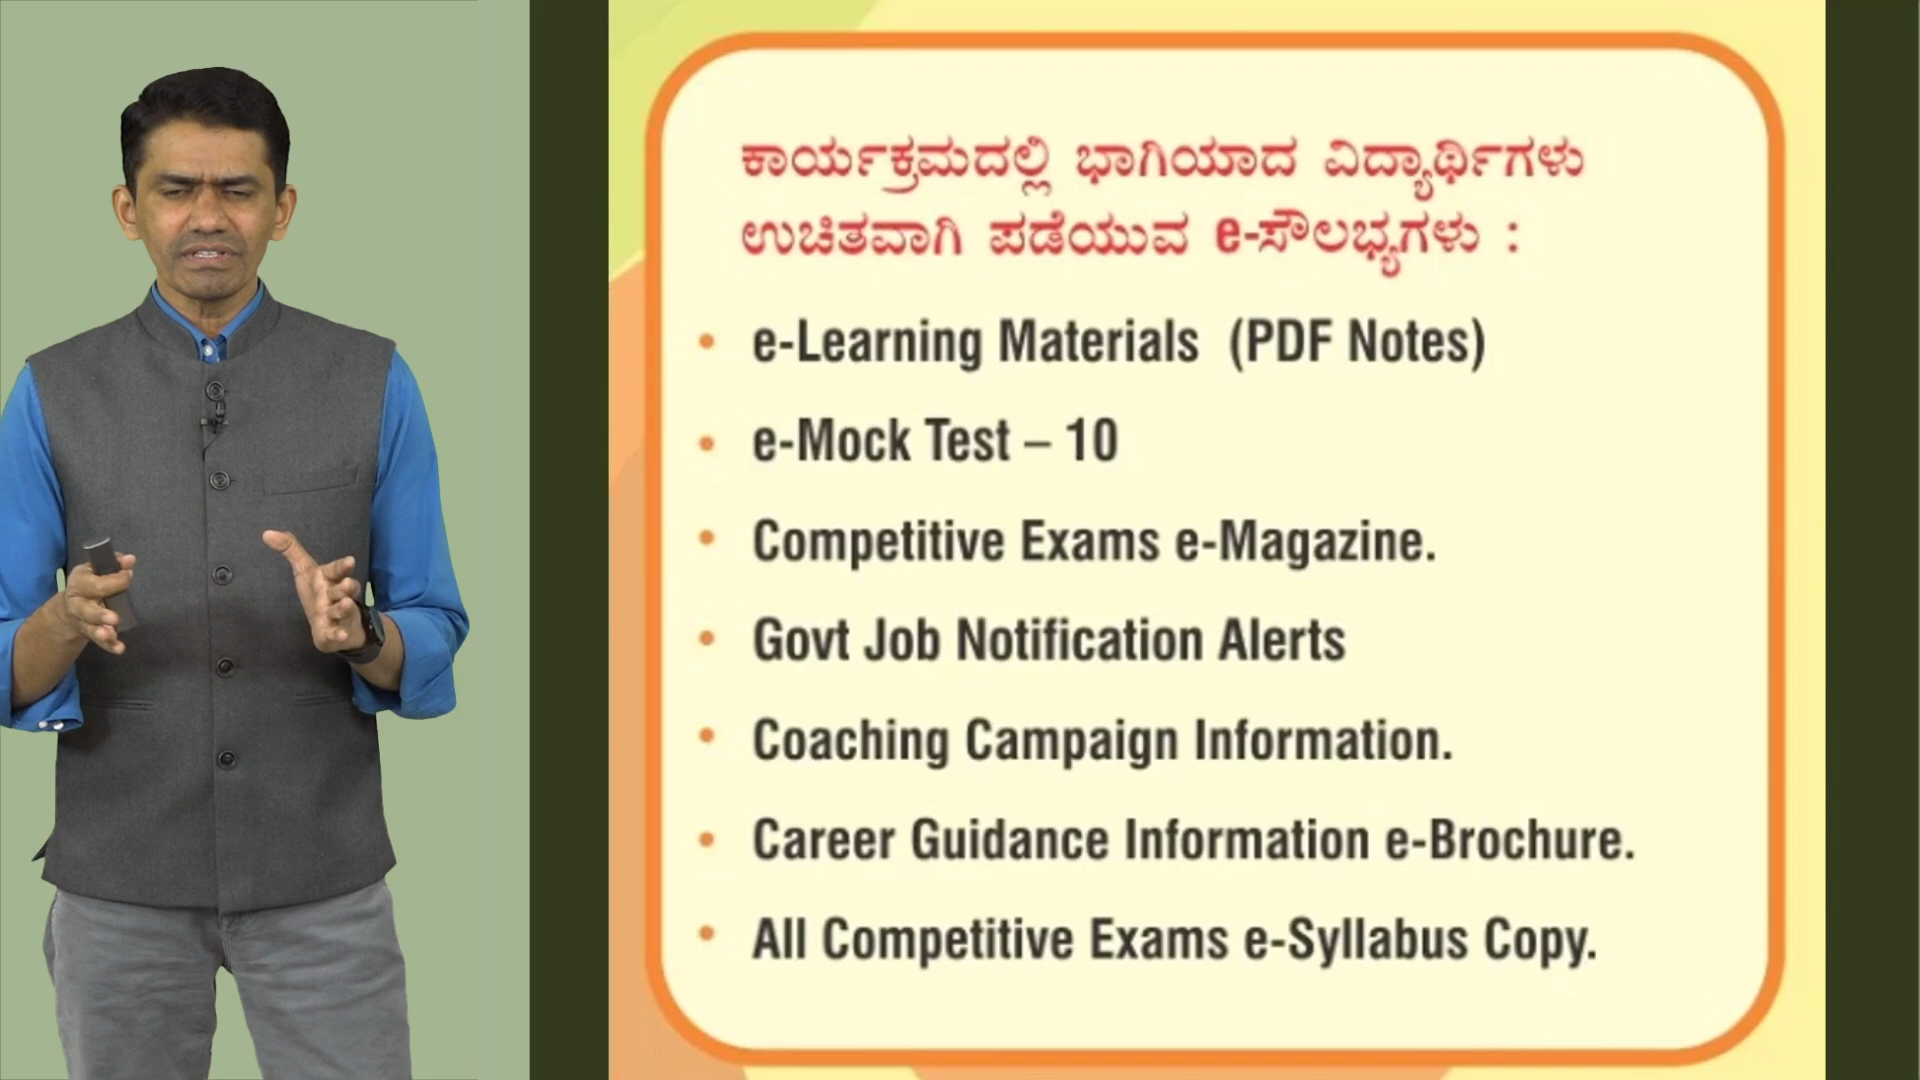 ಕಾರ್ಯಕ್ರಮದಲ್ಲಿ ಭಾಗಿಯಾದ ವಿದ್ಯಾರ್ಥಿಗಳು
ಉಚಿತವಾಗಿ ಪಡೆಯುವ e-ಸೌಲಭ್ಯಗಳು :
• e-Learning Materials (PDF Notes)
• e-Mock Test – 10
• Competitive Exams e-Magazine.
• Govt Job Notification Alerts
• Coaching Campaign Information.
• Career Guidance Information e-Brochure.
• All Competitive Exams e-Syllabus Copy.